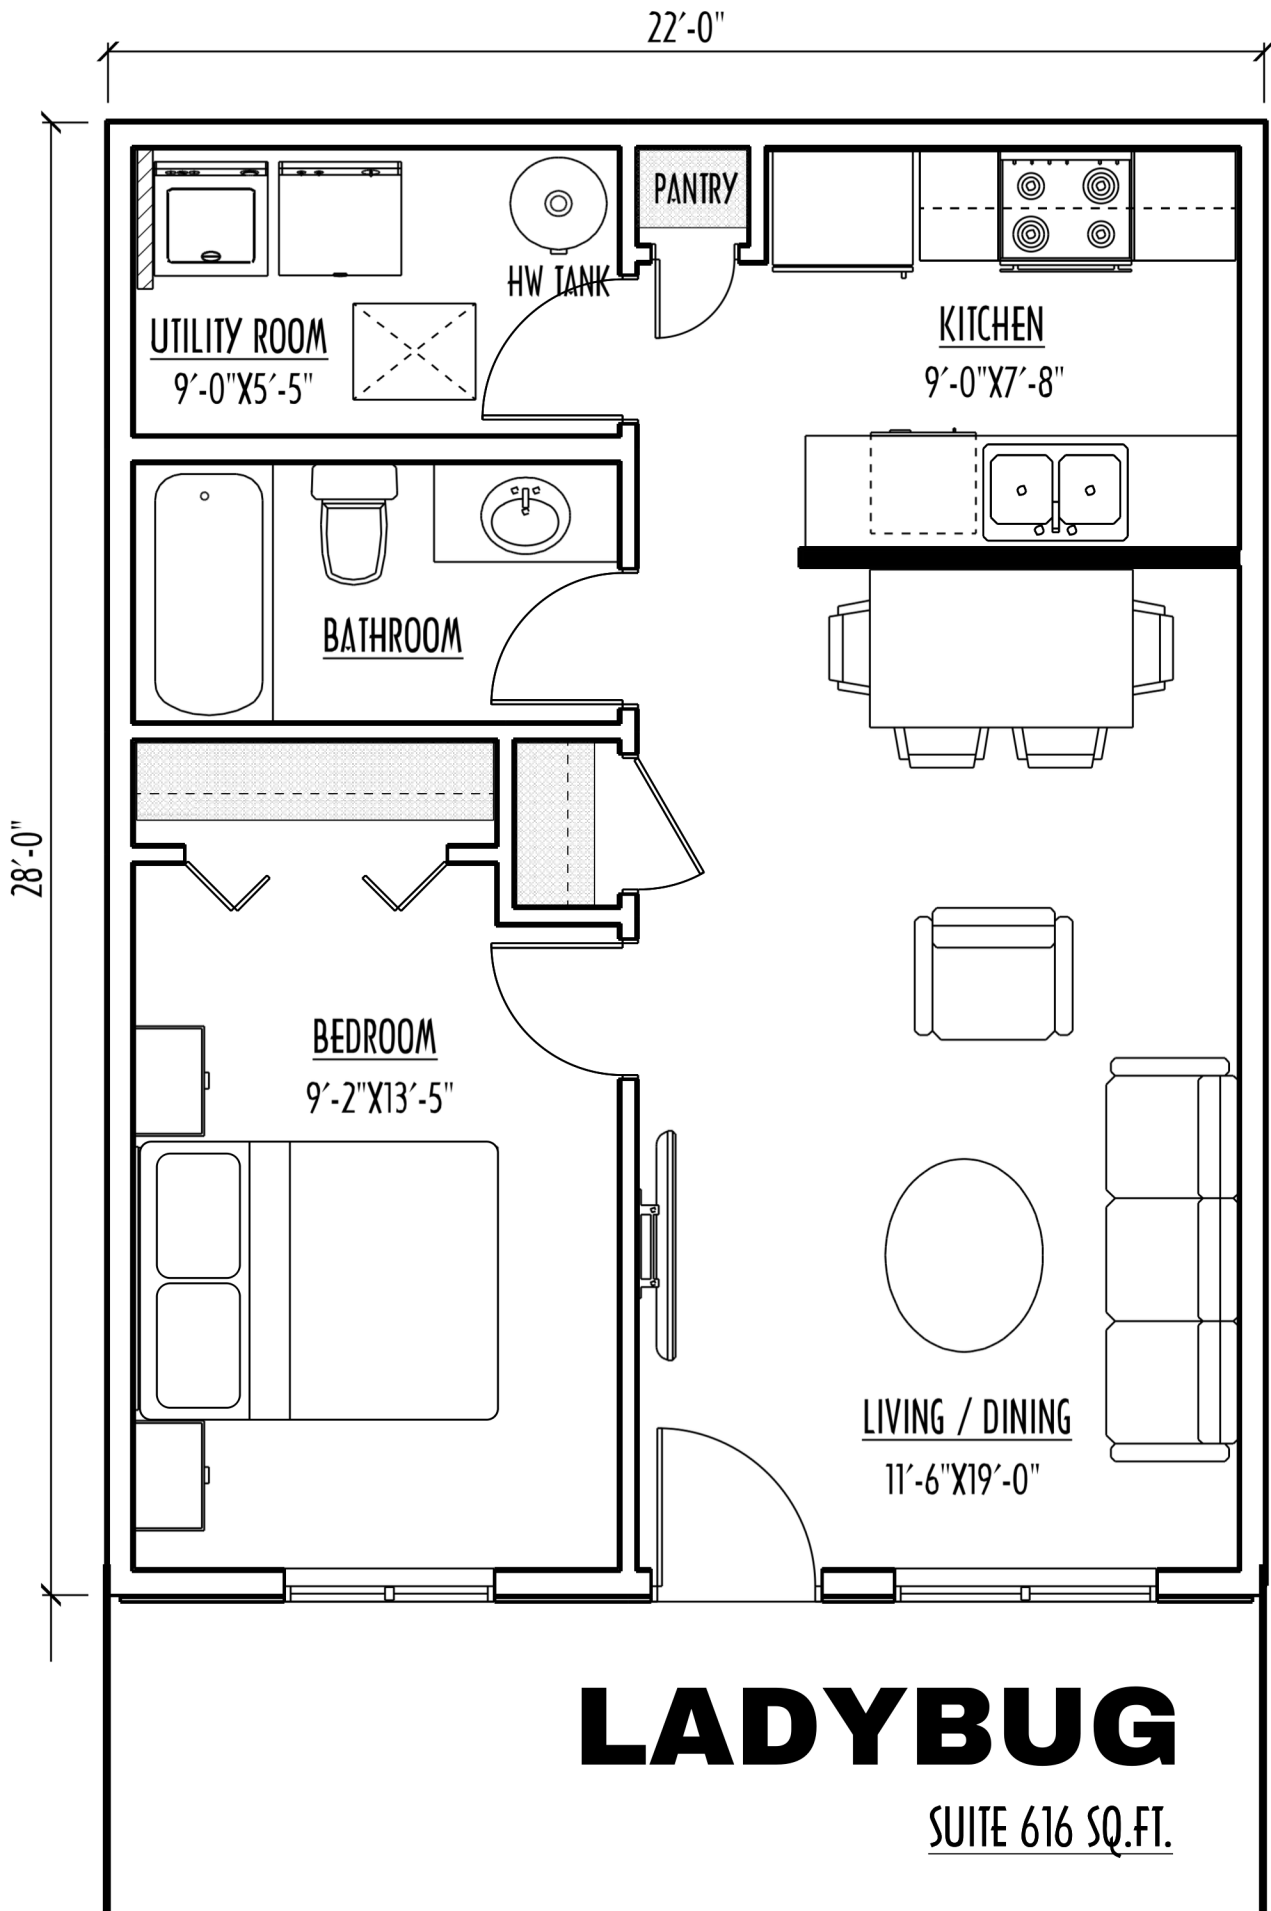 22'-0"
PANTRY
HW TANK
UTILITY ROOM
9'-0"X5'-5"
KITCHEN
9'-0"X7'-8"
BATHROOM
28'-0"
BEDROOM
9'-2"X13'-5"
LIVING / DINING
11'-6"X19'-0"
LADYBUG
SUITE 616 SQ.FT.